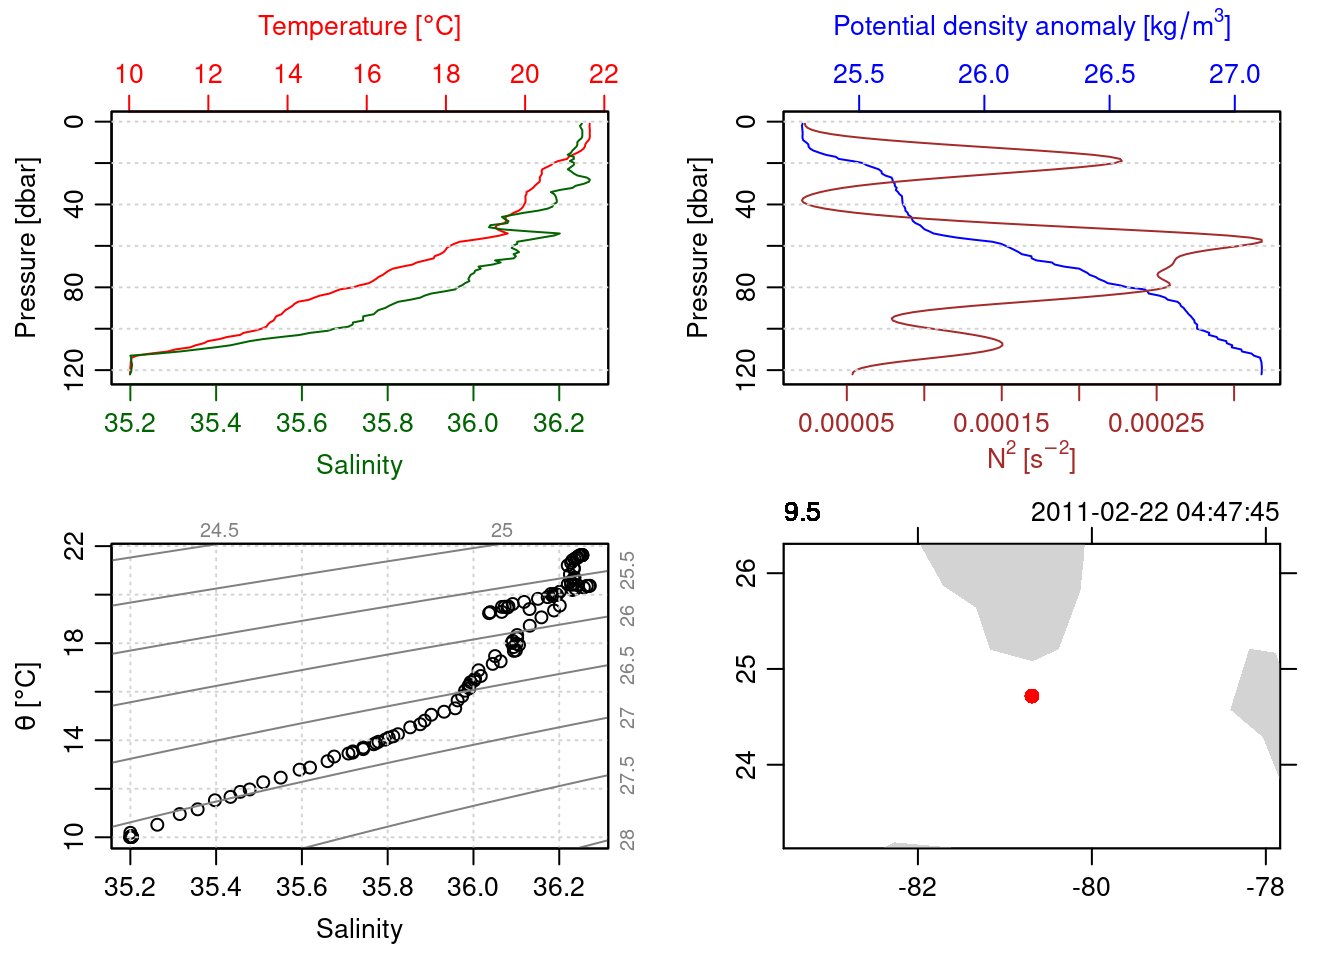 Temperature [°C]
10 12 14 16 18 20 22
Pressure [dbar]
0
40
80
120
35.2 35.4 35.6 35.8 36.0 36.2
Salinity
Potential density anomaly [kg/m³]
25.5 26.0 26.5 27.0
Pressure [dbar]
0
40
80
120
0.00005 0.00015 0.00025
N² [s⁻²]
24.5 25
θ [°C]
22
18
14
10
25.5
26
26.5
27
27.5
28
35.2 35.4 35.6 35.8 36.0 36.2
Salinity
9.5 2011-02-22 04:47:45
26
25
24
-82 -80 -78